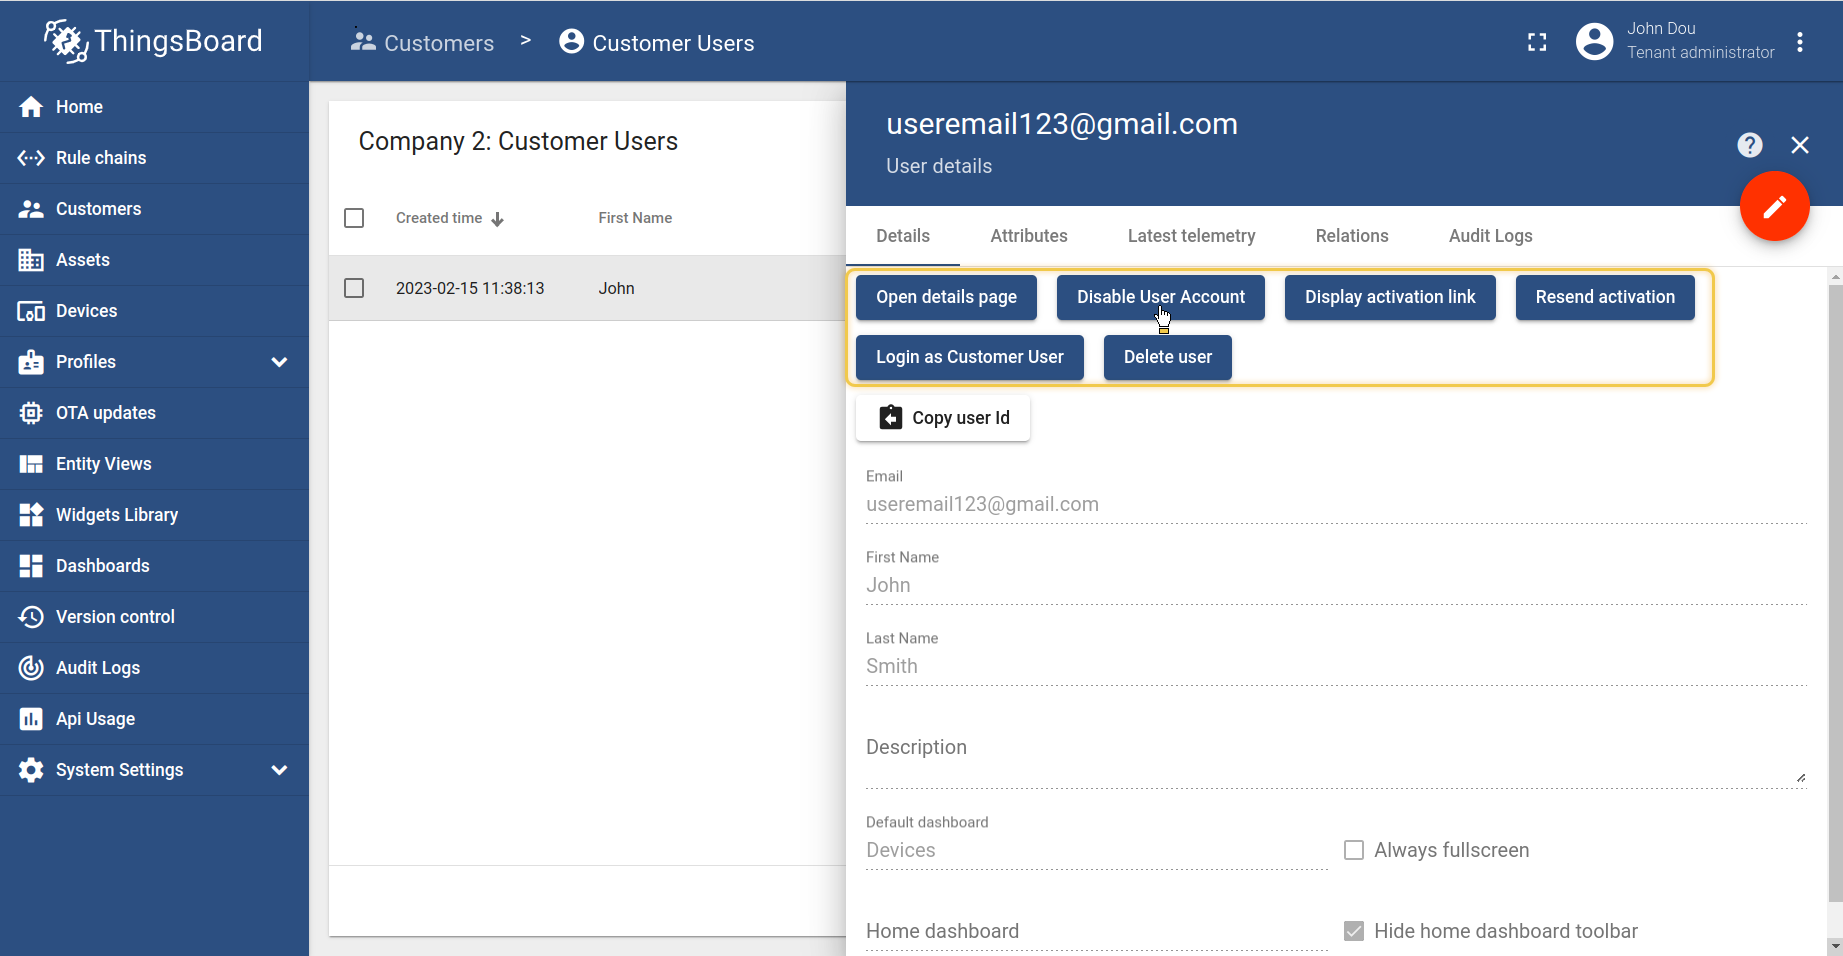 ThingsBoard
Customers > Customer Users
John Dou
Tenant administrator
Home
Rule chains
Customers
Assets
Devices
Profiles
OTA updates
Entity Views
Widgets Library
Dashboards
Version control
Audit Logs
Api Usage
System Settings
Company 2: Customer Users
Created time First Name
2023-02-15 11:38:13 John
useremail123@gmail.com
User details
Details Attributes Latest telemetry Relations Audit Logs
Open details page Disable User Account Display activation link Resend activation
Login as Customer User Delete user
Copy user Id
Email
useremail123@gmail.com
First Name
John
Last Name
Smith
Description
Default dashboard
Devices Always fullscreen
Home dashboard Hide home dashboard toolbar